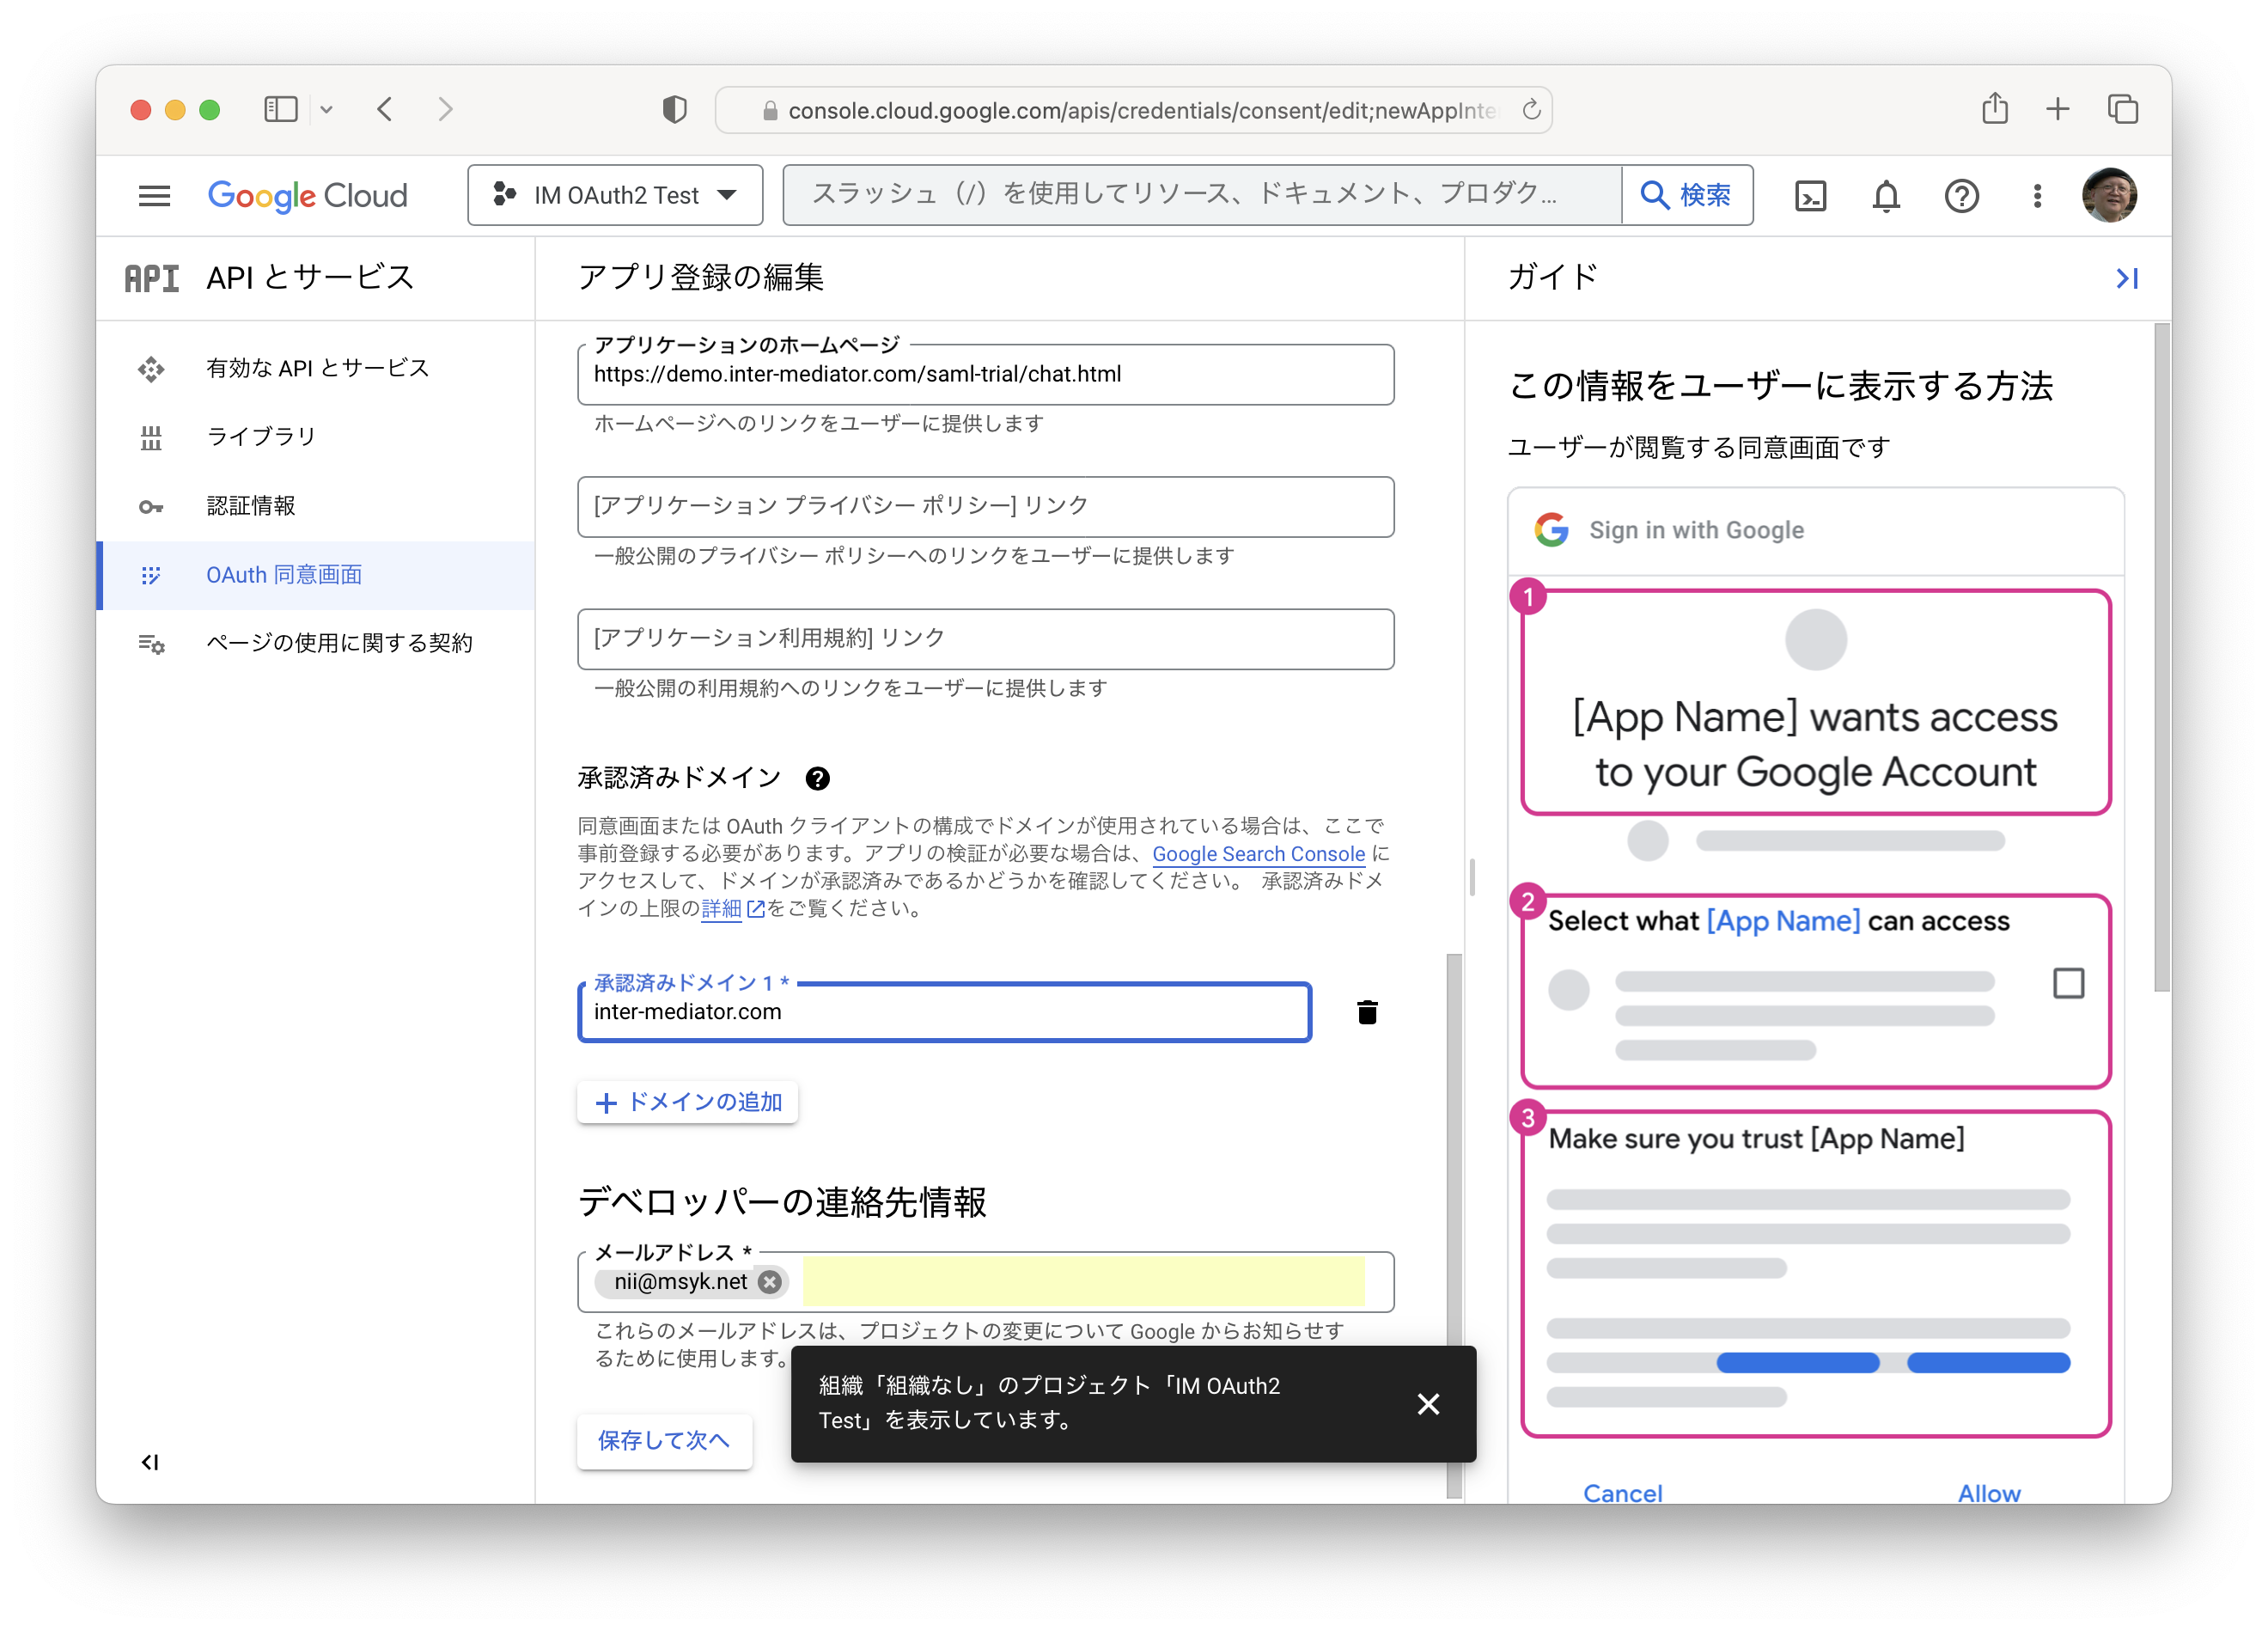 console.cloud.google.com/apis/credentials/consent/edit;newAppInte
Google Cloud
IM OAuth2 Test
スラッシュ（/）を使用してリソース、ドキュメント、プロダク...
検索
API API とサービス
有効な API とサービス
ライブラリ
認証情報
OAuth 同意画面
ページの使用に関する契約
アプリ登録の編集
アプリケーションのホームページ
https://demo.inter-mediator.com/saml-trial/chat.html
ホームページへのリンクをユーザーに提供します
[アプリケーション プライバシー ポリシー] リンク
一般公開のプライバシー ポリシーへのリンクをユーザーに提供します
[アプリケーション利用規約] リンク
一般公開の利用規約へのリンクをユーザーに提供します
承認済みドメイン
同意画面または OAuth クライアントの構成でドメインが使用されている場合は、ここで
事前登録する必要があります。アプリの検証が必要な場合は、Google Search Console に
アクセスして、ドメインが承認済みであるかどうかを確認してください。 承認済みドメ
インの上限の詳細をご覧ください。
承認済みドメイン 1 *
inter-mediator.com
ドメインの追加
デベロッパーの連絡先情報
メールアドレス *
nii@msyk.net
これらのメールアドレスは、プロジェクトの変更について Google からお知らせす
るために使用します。
保存して次へ
組織「組織なし」のプロジェクト「IM OAuth2
Test」を表示しています。
ガイド
この情報をユーザーに表示する方法
ユーザーが閲覧する同意画面です
Sign in with Google
1
[App Name] wants access
to your Google Account
2
Select what [App Name] can access
3
Make sure you trust [App Name]
Cancel
Allow